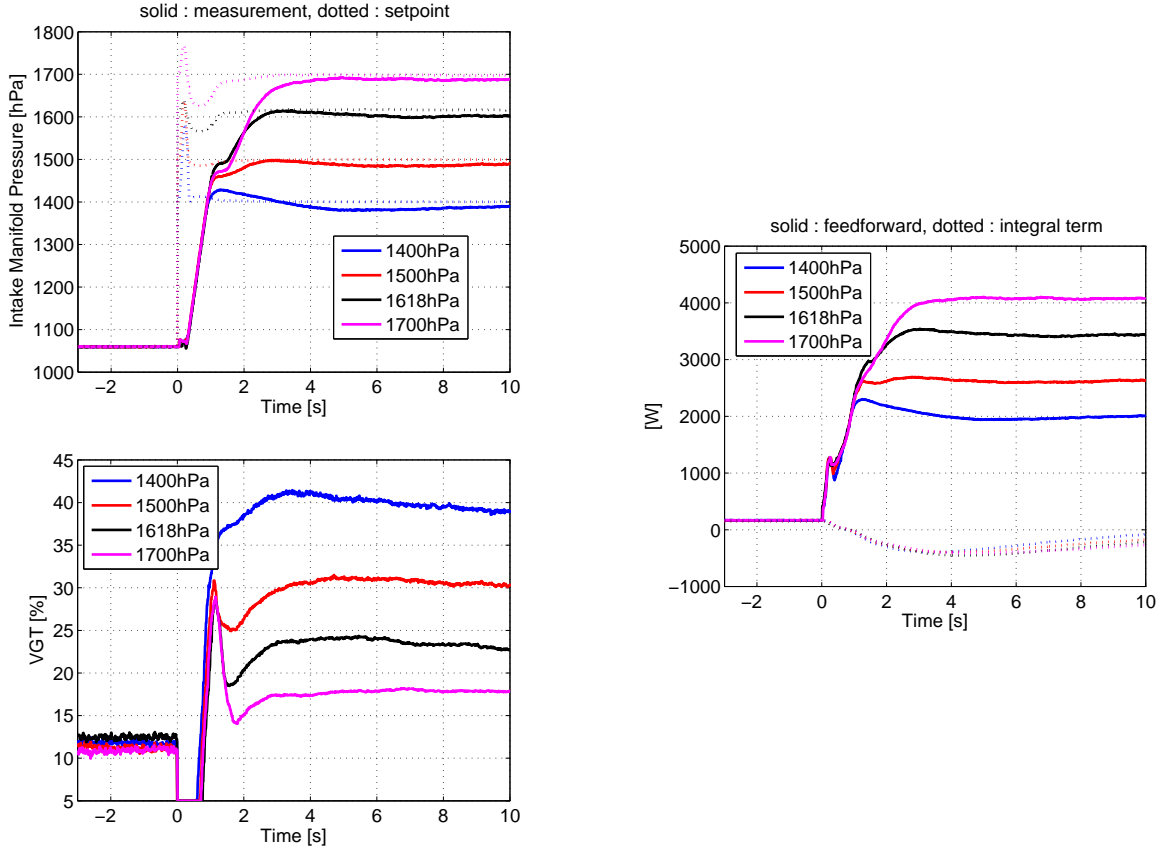 solid : measurement, dotted : setpoint
1800
1700
1600
1500
1400
1300
1200
1100
1000
Intake Manifold Pressure [hPa]
1400hPa
1500hPa
1618hPa
1700hPa
−2 0 2 4 6 8 10
Time [s]
45
40
35
30
25
20
15
10
5
VGT [%]
1400hPa
1500hPa
1618hPa
1700hPa
−2 0 2 4 6 8 10
Time [s]
solid : feedforward, dotted : integral term
5000
4000
3000
2000
1000
0
−1000
[W]
1400hPa
1500hPa
1618hPa
1700hPa
−2 0 2 4 6 8 10
Time [s]